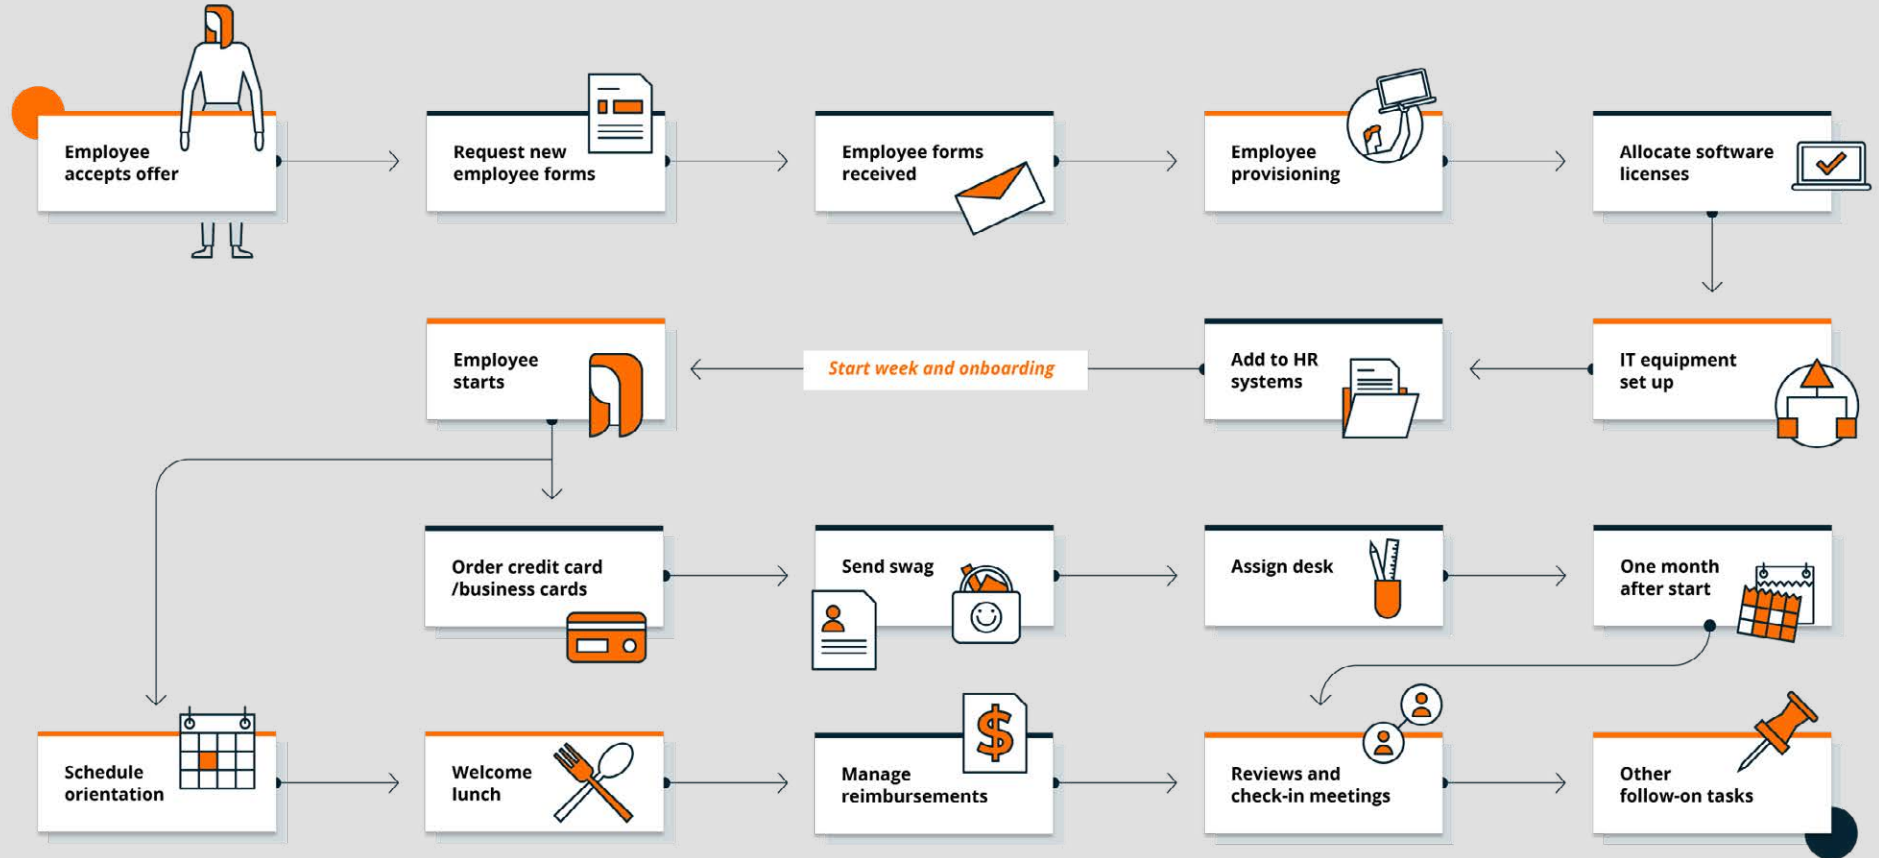 Employee
accepts offer
Request new
employee forms
Employee forms
received
Employee
provisioning
Allocate software
licenses
Employee
starts
Start week and onboarding
Add to HR
systems
IT equipment
set up
Order credit card
/business cards
Send swag
Assign desk
One month
after start
Schedule
orientation
Welcome
lunch
Manage
reimbursements
Reviews and
check-in meetings
Other
follow-on tasks